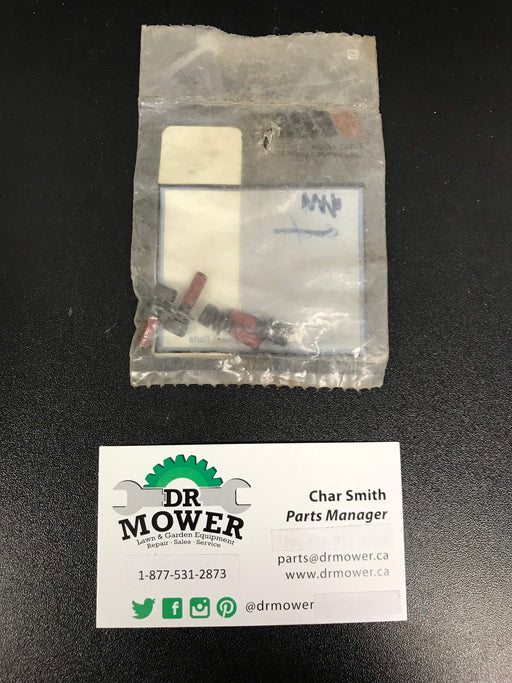 DR
MOWER
Lawn & Garden Equipment
Repair · Sales · Service
1-877-531-2873
Char Smith
Parts Manager
parts@drmower.ca
www.drmower.ca
@drmower